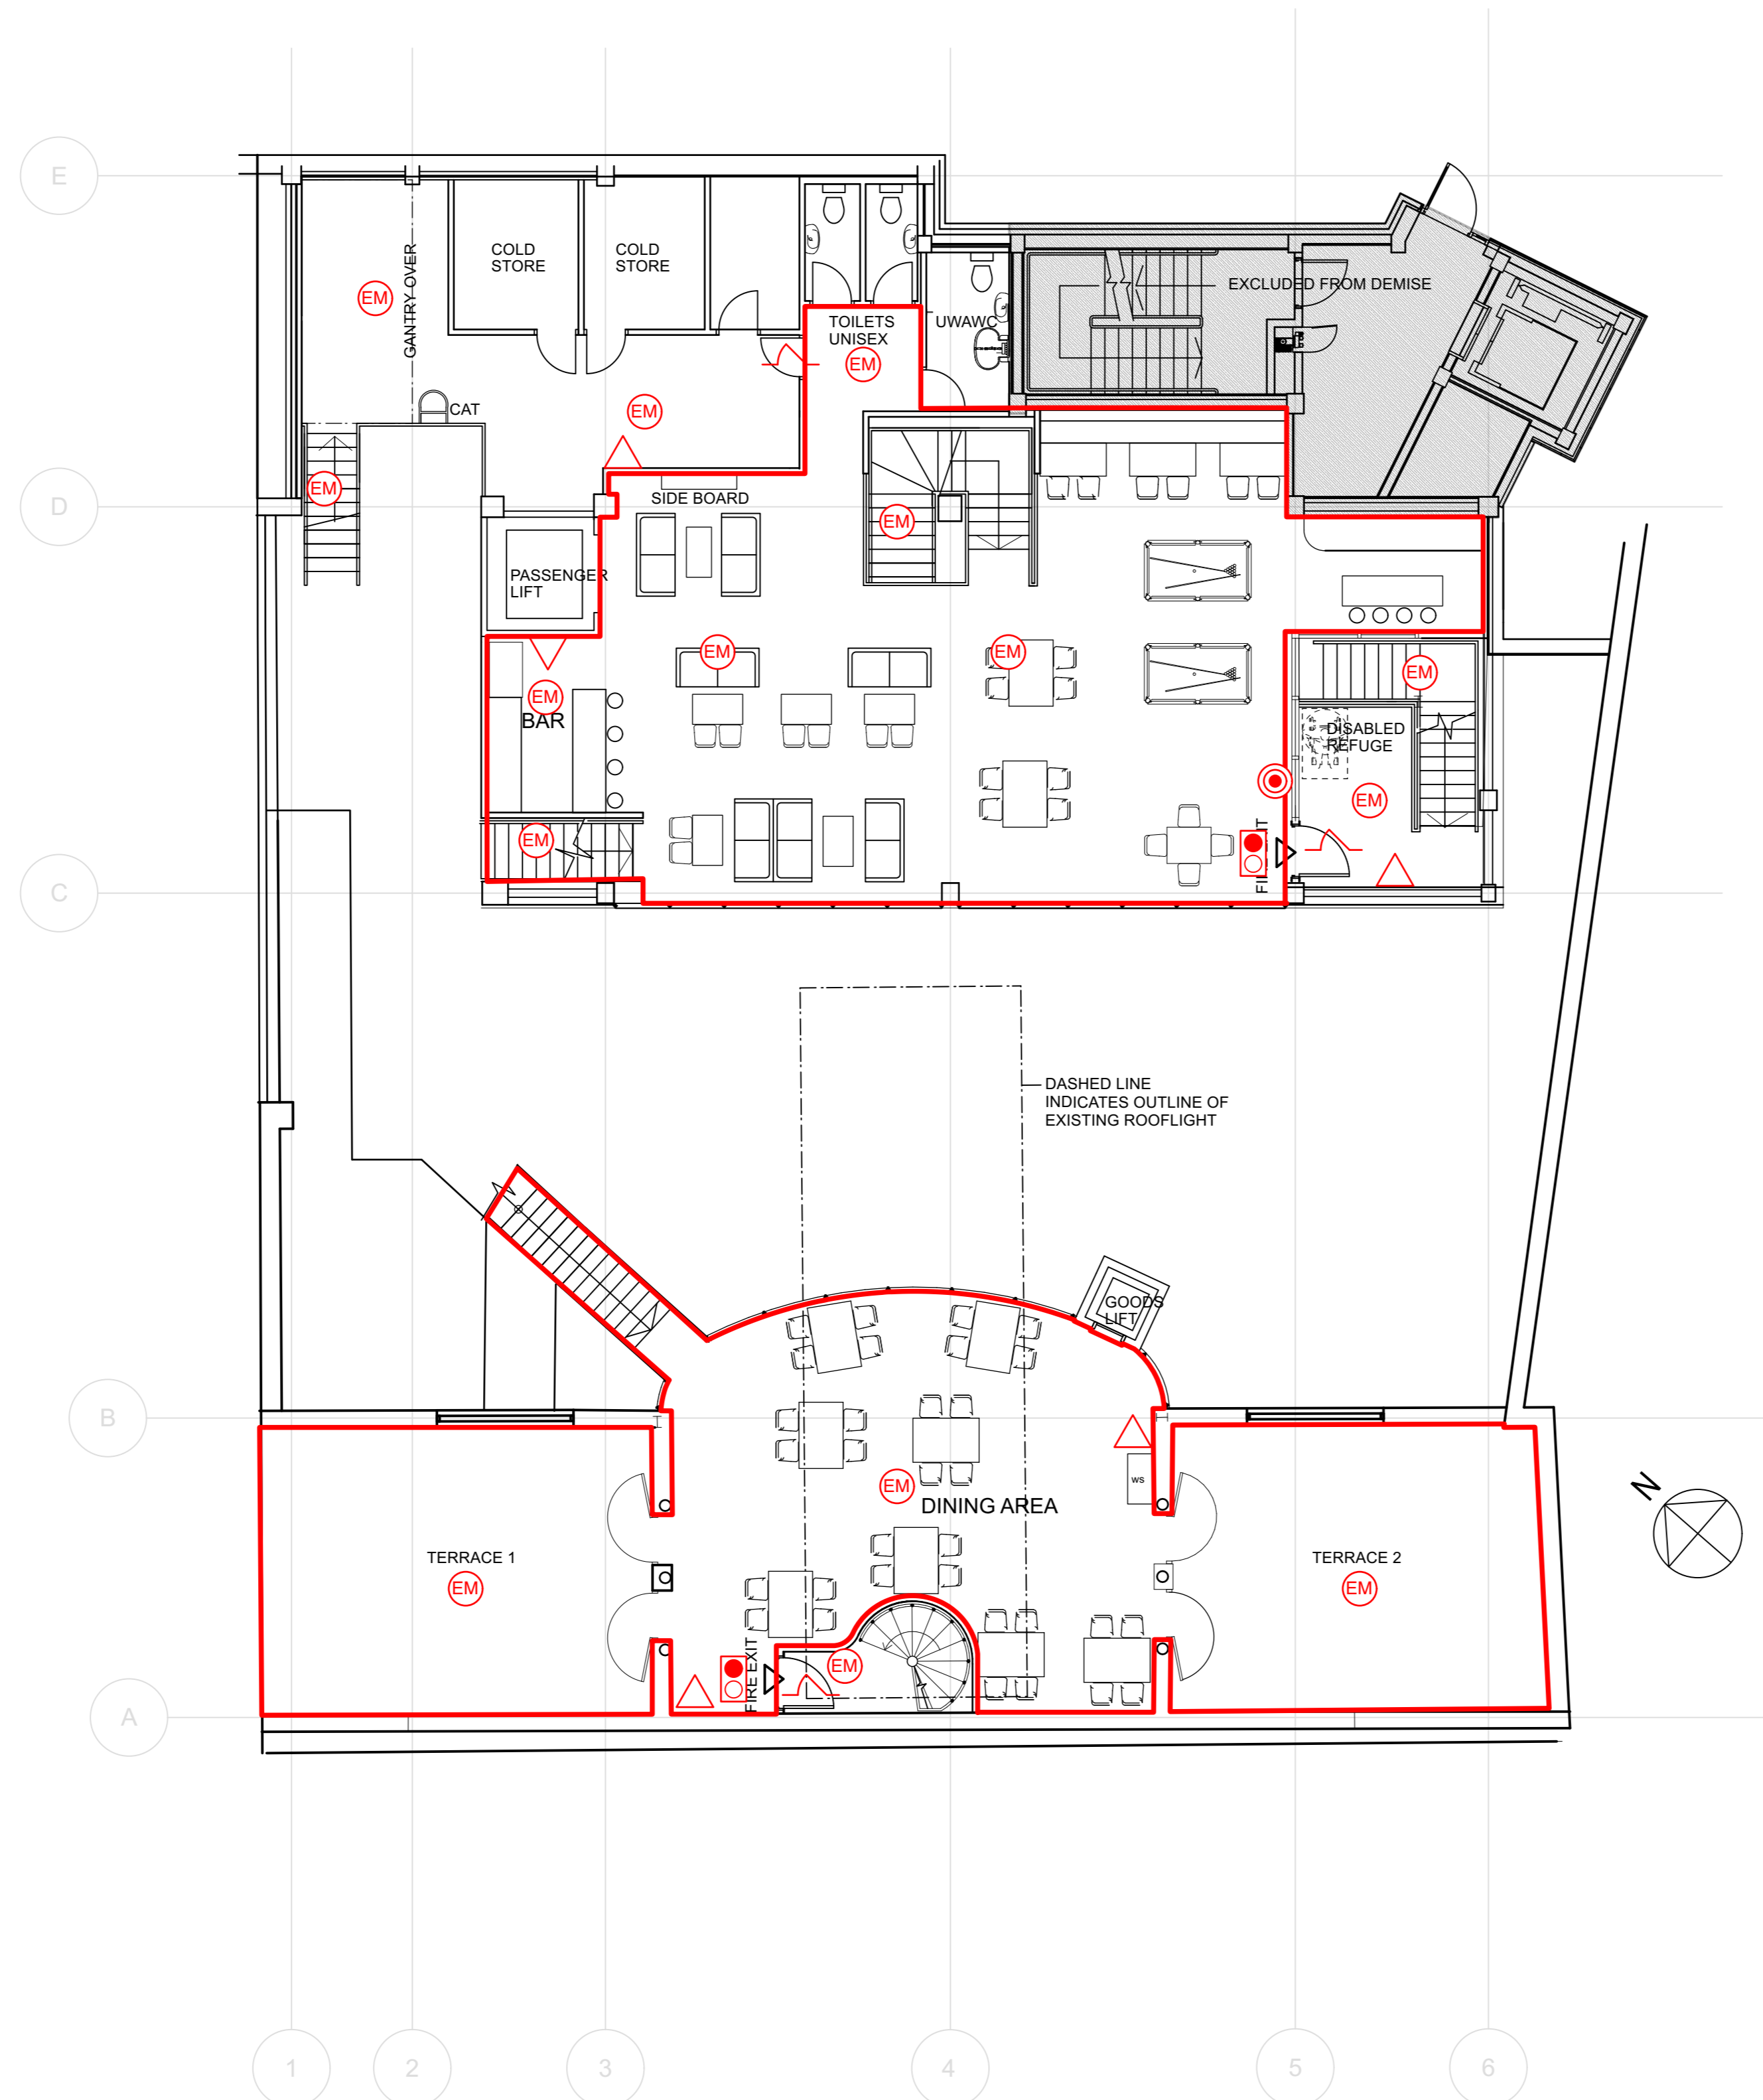 E
COLD
STORE
COLD
STORE
GANTRY OVER
EM
EXCLUDED FROM DEMISE
TOILETS
UNISEX
UWAWC
EM
CAT
EM
D
EM
SIDE BOARD
EM
PASSENGER
LIFT
EM
EM
EM
EM
BAR
DISABLED
REFUGE
EM
EM
FIRE EXIT
C
DASHED LINE
INDICATES OUTLINE OF
EXISTING ROOFLIGHT
GOODS
LIFT
B
EM
WS
DINING AREA
N
TERRACE 1
EM
TERRACE 2
EM
FIRE EXIT
EM
A
1
2
3
4
5
6